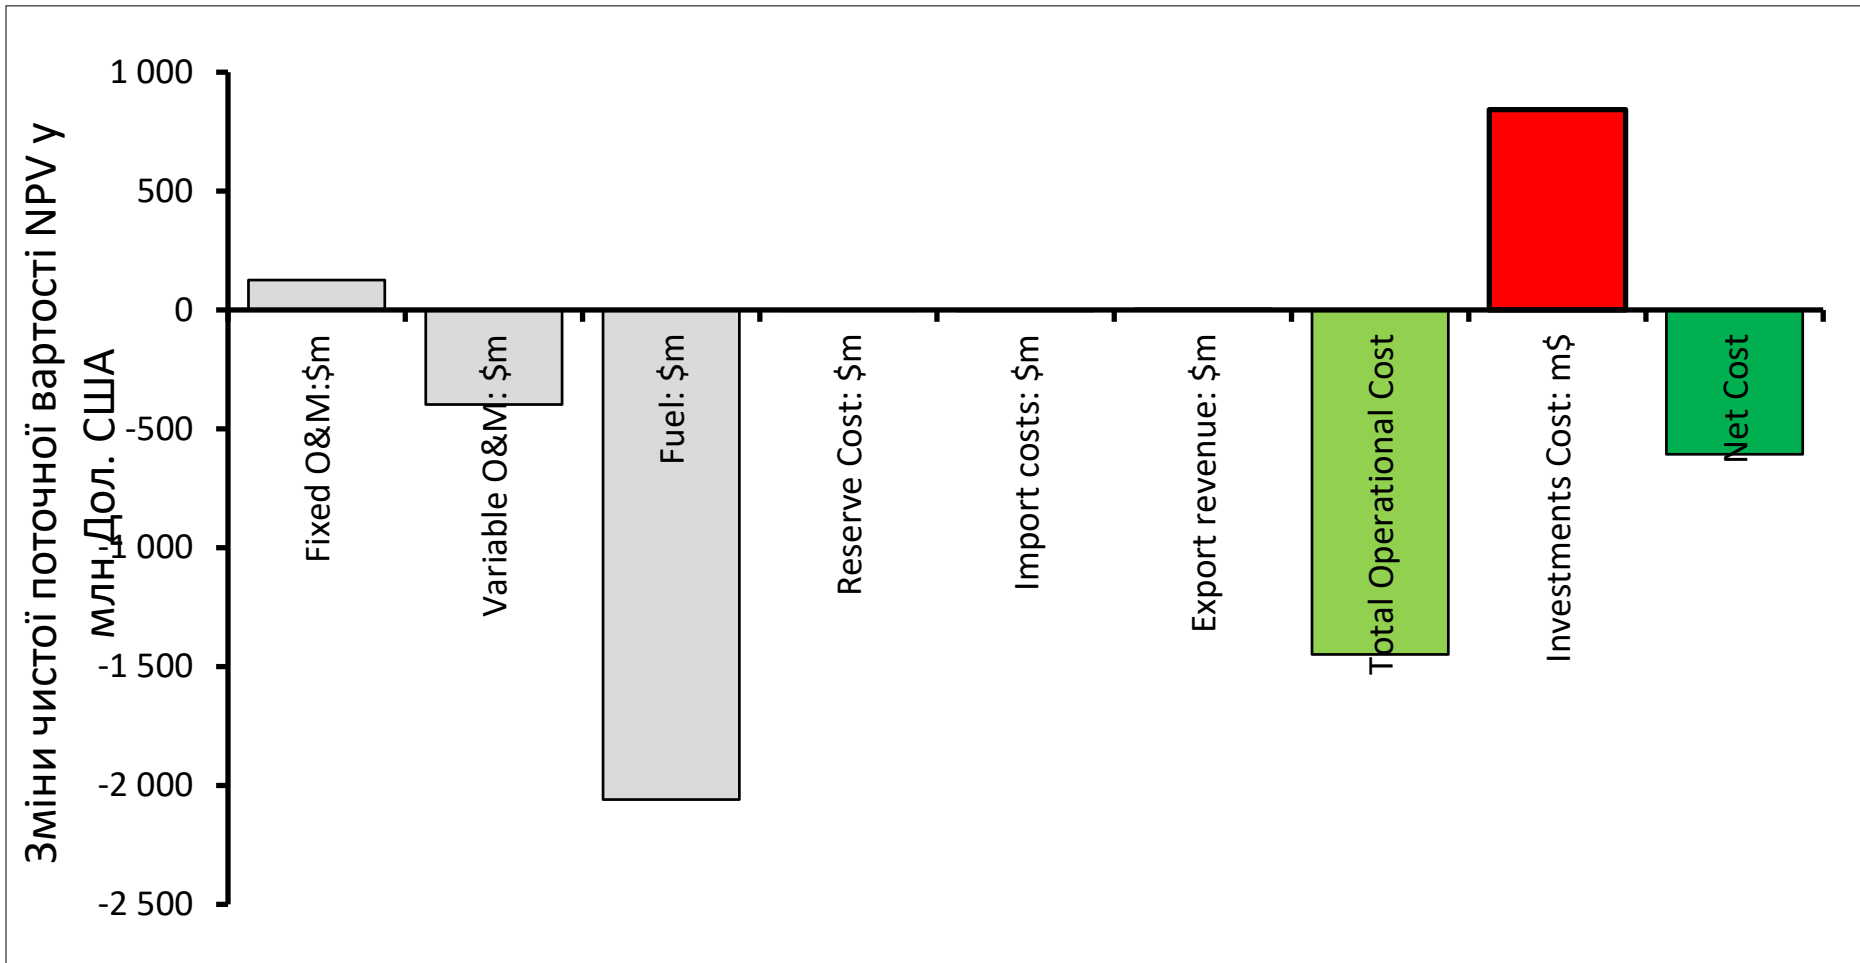 Зміни чистої поточної вартості NPV у
млн Дол. США
1 000
500
0
-500
-1 000
-1 500
-2 000
-2 500
Fixed O&M:$m
Variable O&M: $m
Fuel: $m
Reserve Cost: $m
Import costs: $m
Export revenue: $m
Total Operational Cost
Investments Cost: m$
Net Cost